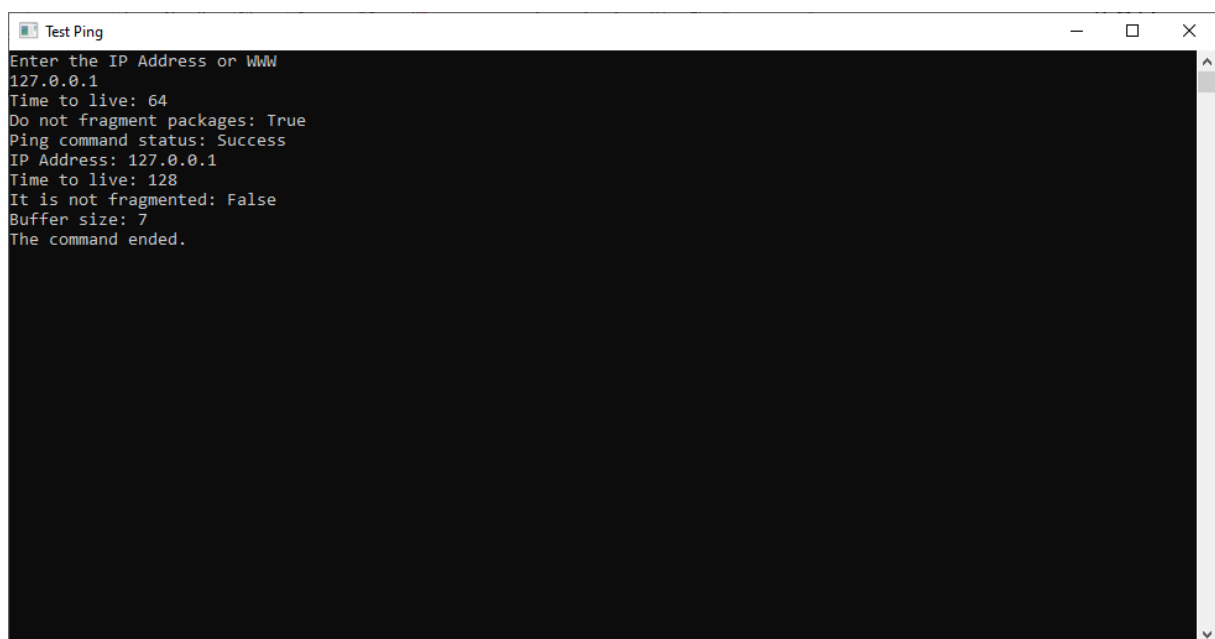 Test Ping
Enter the IP Address or WWW
127.0.0.1
Time to live: 64
Do not fragment packages: True
Ping command status: Success
IP Address: 127.0.0.1
Time to live: 128
It is not fragmented: False
Buffer size: 7
The command ended.